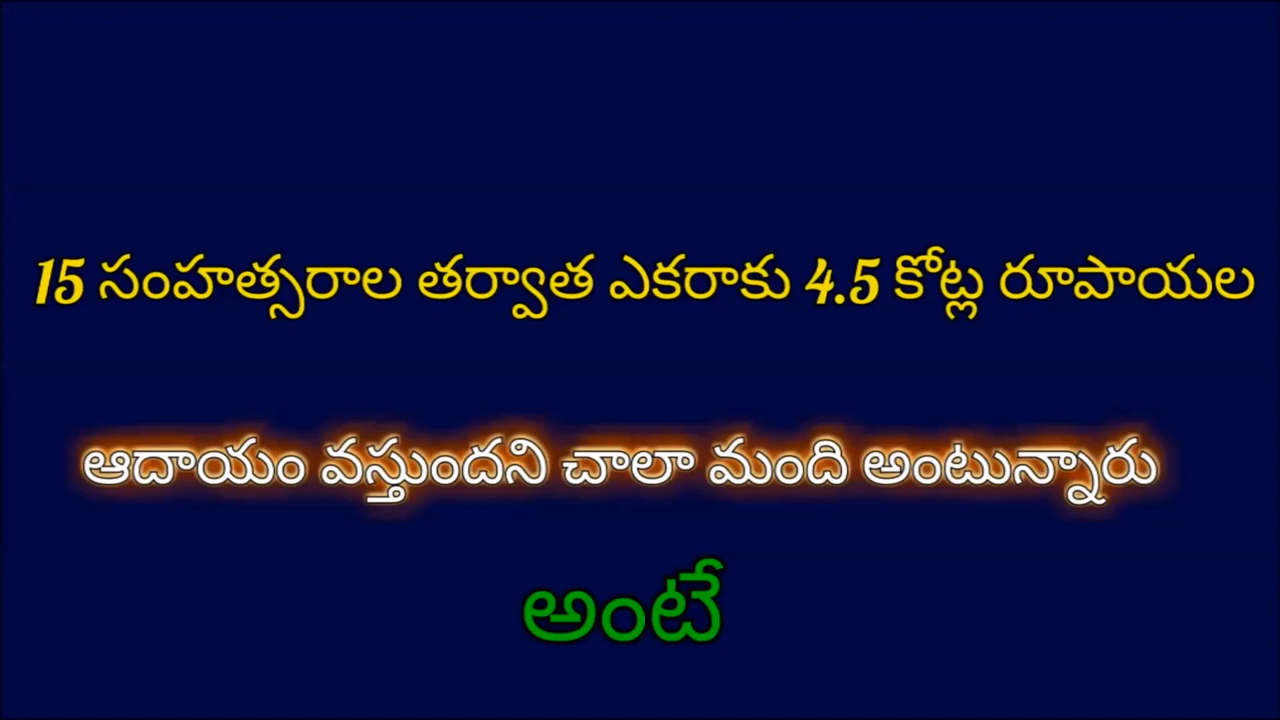 15 సంహత్సరాల తర్వాత ఎకరాకు 4.5 కోట్ల రూపాయల
ఆదాయం వస్తుందని చాలా మంది అంటున్నారు
అంటే